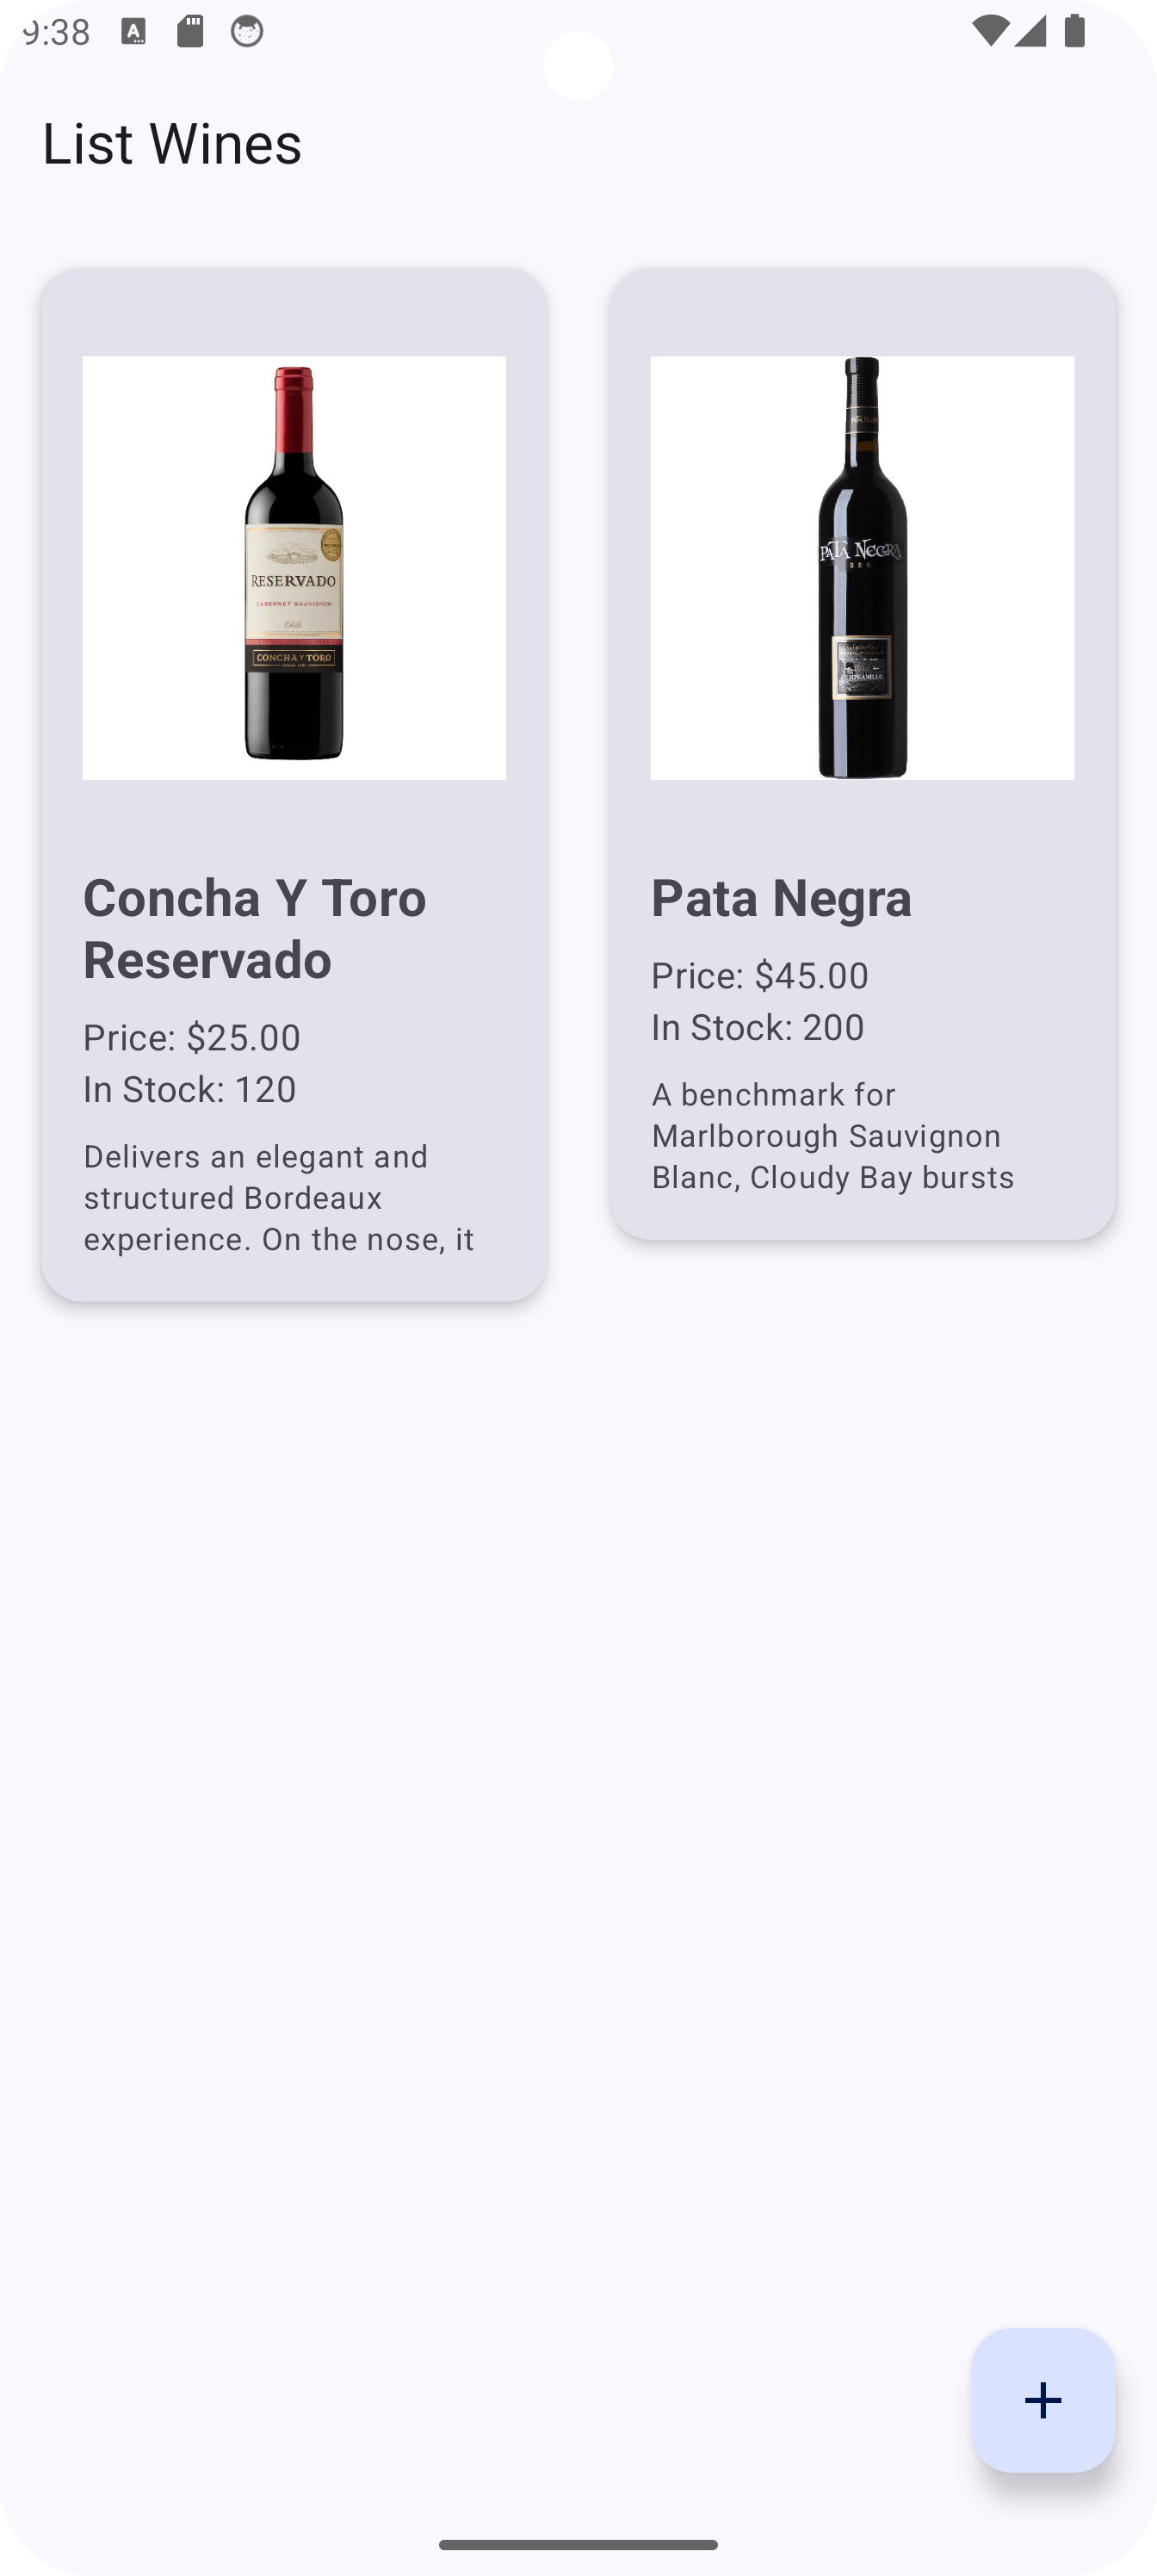 9:38
List Wines
RESERVADO
CABERNET SAUVIGNON
Chile
CONCHA Y TORO
Concha Y Toro
Reservado
Price: $25.00
In Stock: 120
Delivers an elegant and
structured Bordeaux
experience. On the nose, it
PATA NEGRA
ORO
TEMPRANILLO
Pata Negra
Price: $45.00
In Stock: 200
A benchmark for
Marlborough Sauvignon
Blanc, Cloudy Bay bursts